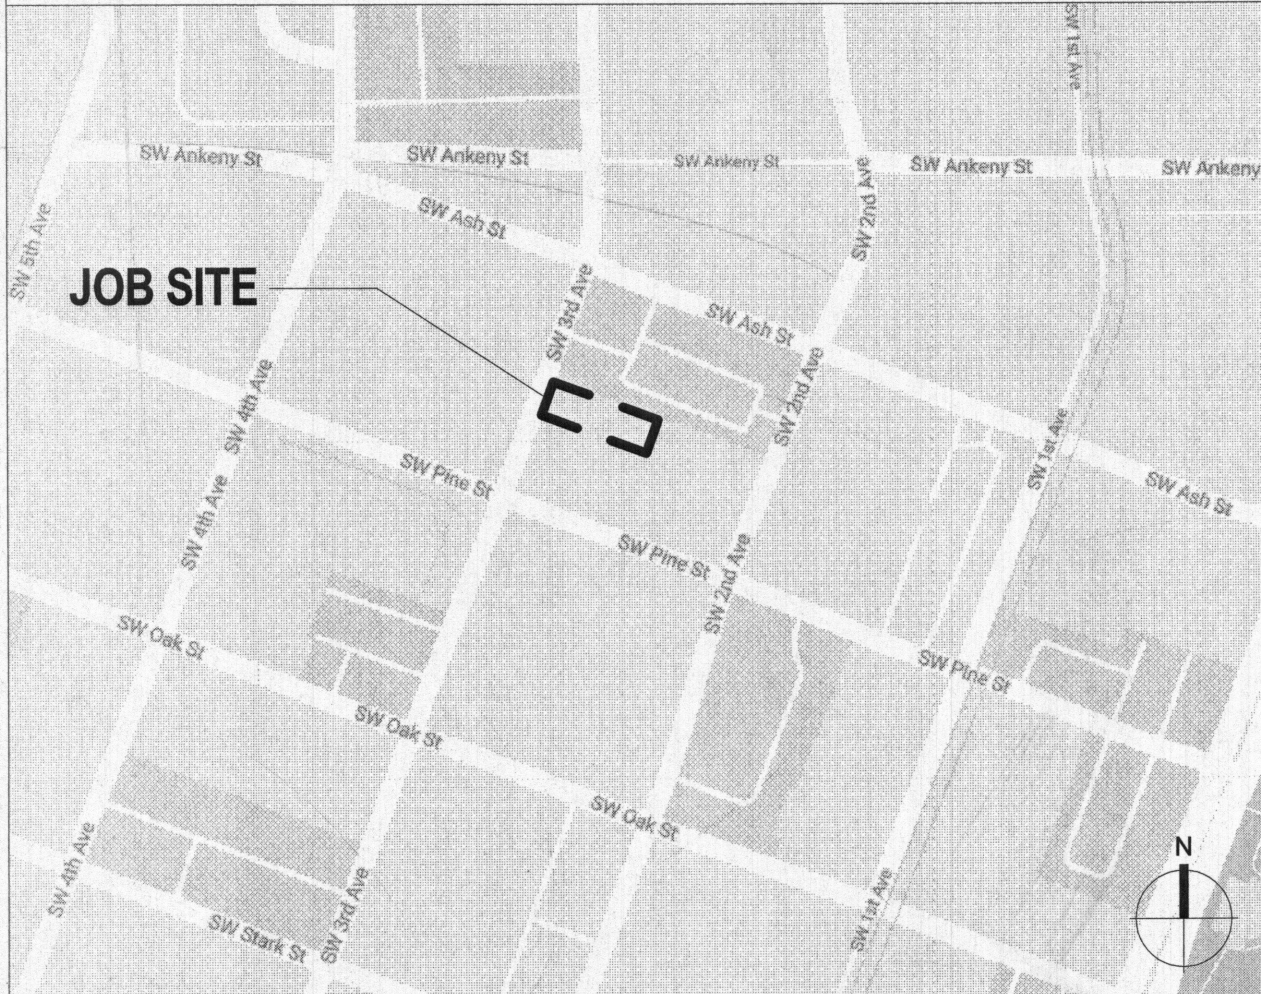 SW 1st Ave
SW Ankeny St
SW Ankeny St
SW Ankeny St
SW Ankeny St
SW Ankeny
SW 5th Ave
SW Ash St
SW 2nd Ave
JOB SITE
SW 3rd Ave
SW Ash St
SW 4th Ave
SW 2nd Ave
SW 1st Ave
SW Pine St
SW Ash St
SW 4th Ave
SW Pine St
SW 2nd Ave
SW Oak St
SW Pine St
SW Oak St
SW Oak St
SW 4th Ave
SW 3rd Ave
SW 1st Ave
SW Stark St
N